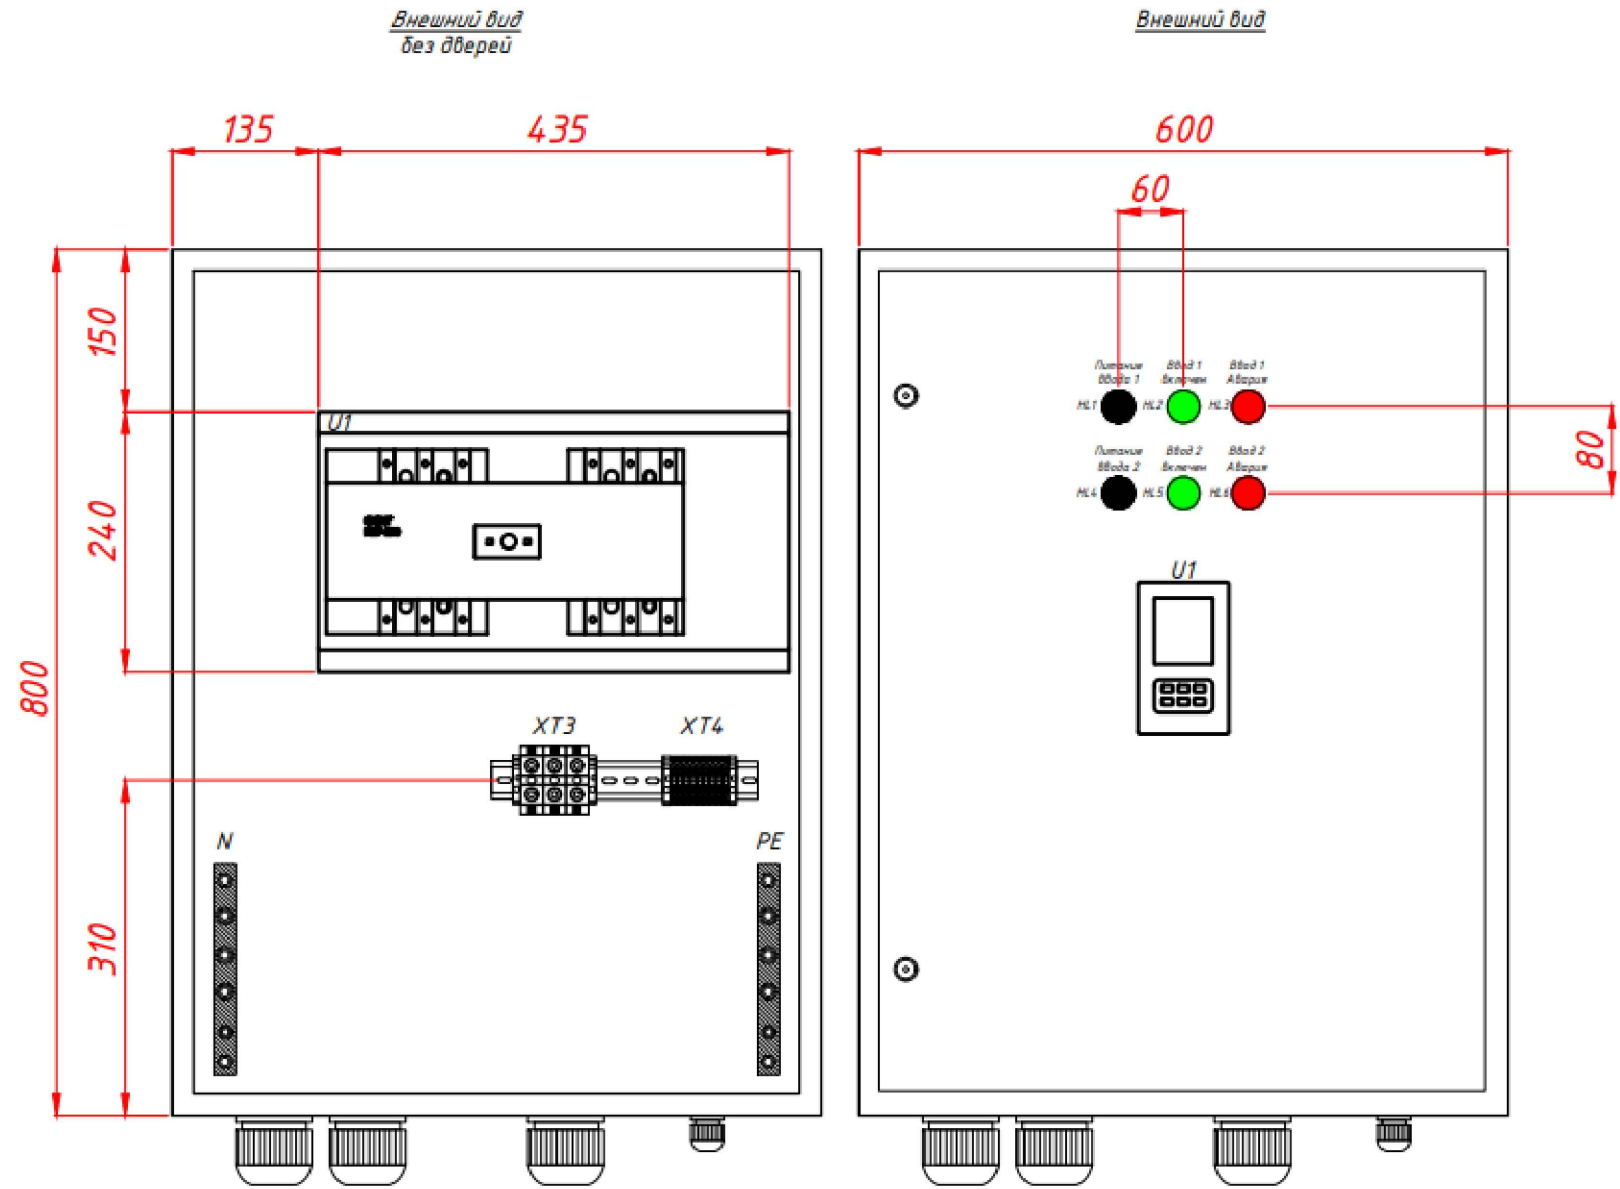 Внешний вид
без дверей
Внешний вид
135
435
600
60
150
240
800
310
80
U1
XT3
XT4
N
PE
Питание
Ввода 1
Ввод 1
Включен
Ввод 1
Авария
HL1
HL2
HL3
Питание
Ввода 2
Ввод 2
Включен
Ввод 2
Авария
HL4
HL5
HL6
U1